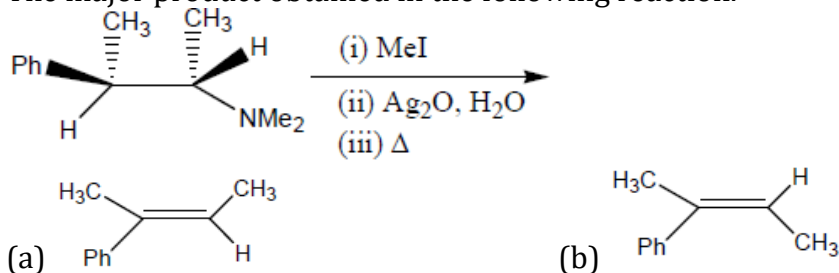 The major product obtained in the following reaction:
CH3 CH3
Ph H
H NMe2
(i) MeI
(ii) Ag2O, H2O
(iii) Δ
(a) H3C CH3 Ph H
(b) H3C H Ph CH3